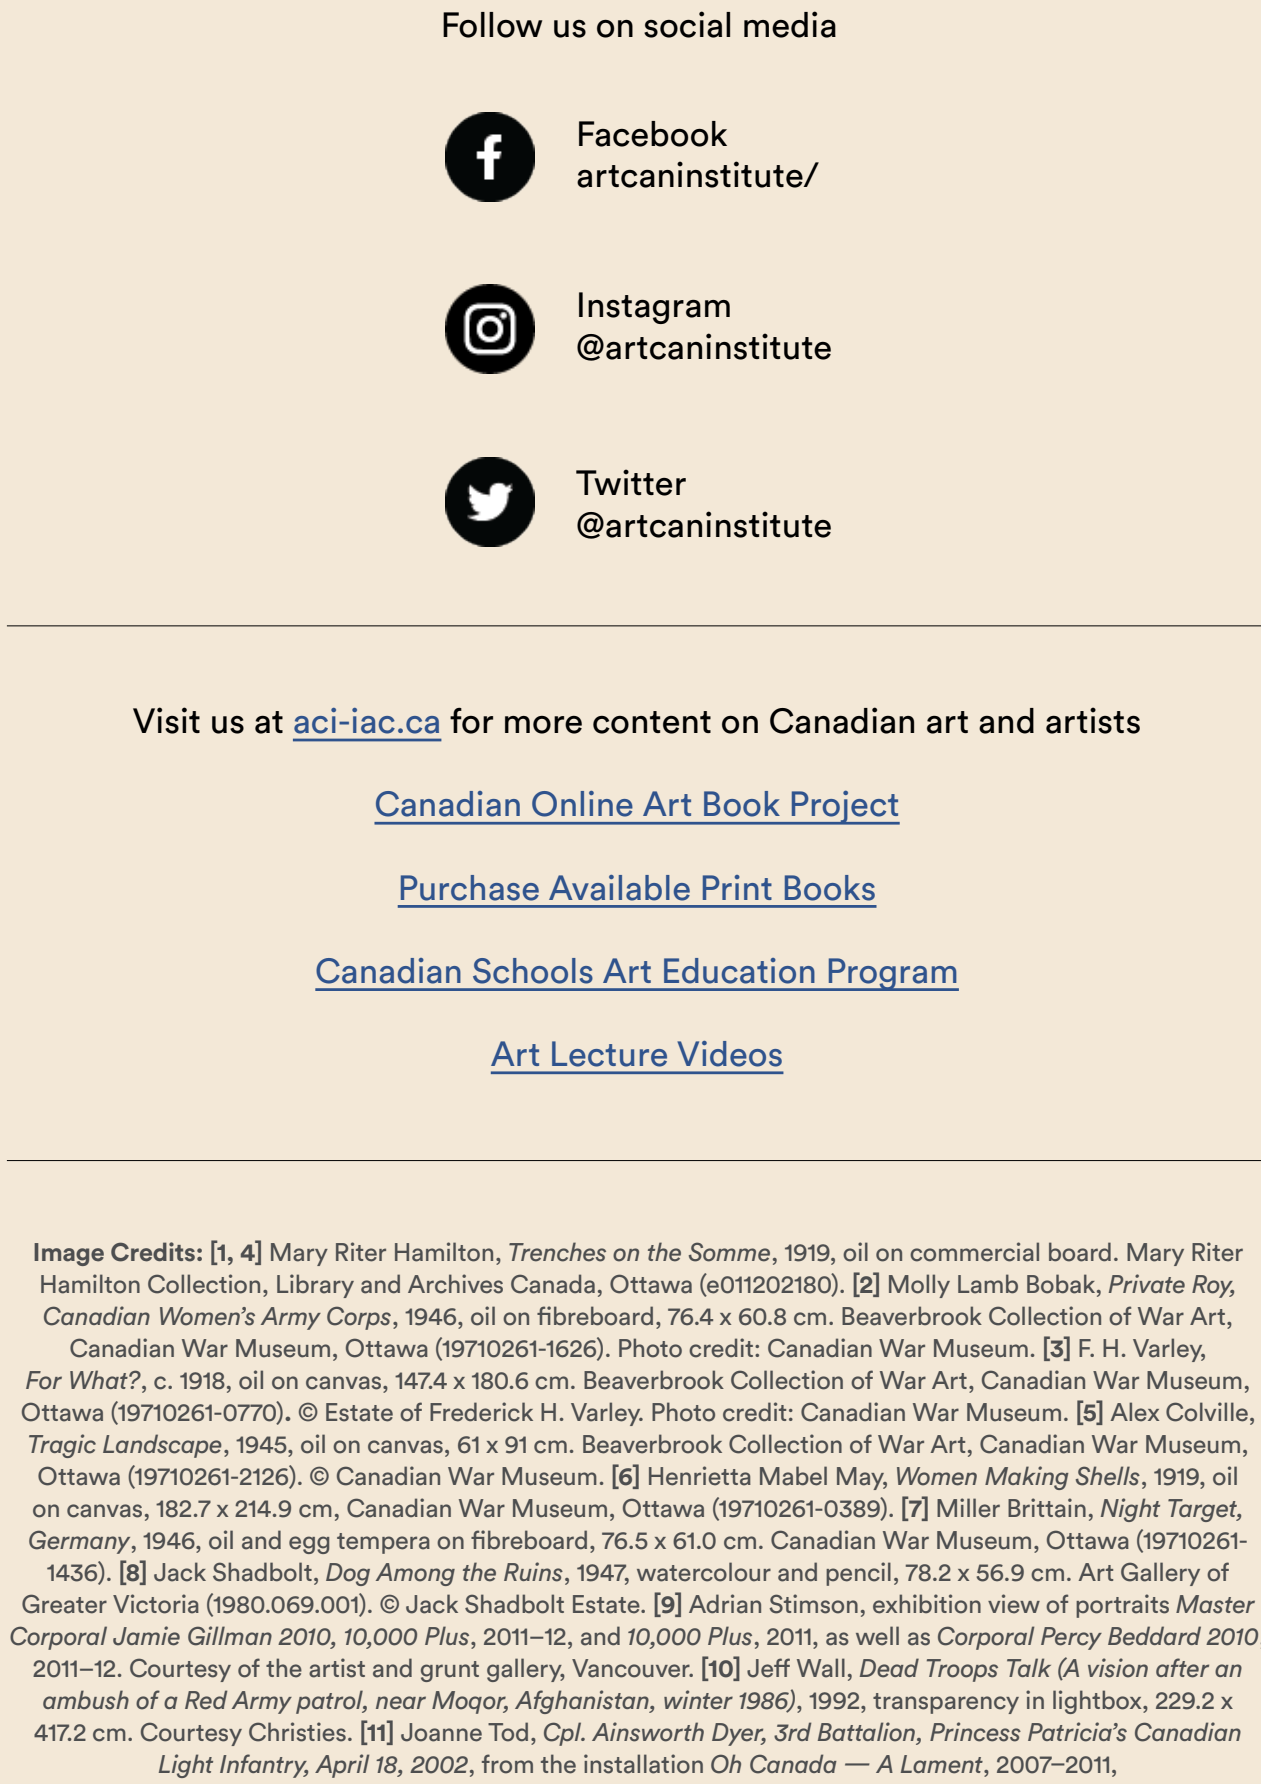 Follow us on social media
Facebook
artcaninstitute/
Instagram
@artcaninstitute
Twitter
@artcaninstitute
Visit us at aci-iac.ca for more content on Canadian art and artists
Canadian Online Art Book Project
Purchase Available Print Books
Canadian Schools Art Education Program
Art Lecture Videos
Image Credits: [1, 4] Mary Riter Hamilton, Trenches on the Somme, 1919, oil on commercial board. Mary Riter
Hamilton Collection, Library and Archives Canada, Ottawa (e011202180). [2] Molly Lamb Bobak, Private Roy,
Canadian Women's Army Corps, 1946, oil on fibreboard, 76.4 x 60.8 cm. Beaverbrook Collection of War Art,
Canadian War Museum, Ottawa (19710261-1626). Photo credit: Canadian War Museum. [3] F. H. Varley,
For What?, c. 1918, oil on canvas, 147.4 x 180.6 cm. Beaverbrook Collection of War Art, Canadian War Museum,
Ottawa (19710261-0770). © Estate of Frederick H. Varley. Photo credit: Canadian War Museum. [5] Alex Colville,
Tragic Landscape, 1945, oil on canvas, 61 x 91 cm. Beaverbrook Collection of War Art, Canadian War Museum,
Ottawa (19710261-2126). © Canadian War Museum. [6] Henrietta Mabel May, Women Making Shells, 1919, oil
on canvas, 182.7 x 214.9 cm, Canadian War Museum, Ottawa (19710261-0389). [7] Miller Brittain, Night Target,
Germany, 1946, oil and egg tempera on fibreboard, 76.5 x 61.0 cm. Canadian War Museum, Ottawa (19710261-
1436). [8] Jack Shadbolt, Dog Among the Ruins, 1947, watercolour and pencil, 78.2 x 56.9 cm. Art Gallery of
Greater Victoria (1980.069.001). © Jack Shadbolt Estate. [9] Adrian Stimson, exhibition view of portraits Master
Corporal Jamie Gillman 2010, 10,000 Plus, 2011–12, and 10,000 Plus, 2011, as well as Corporal Percy Beddard 2010
2011–12. Courtesy of the artist and grunt gallery, Vancouver. [10] Jeff Wall, Dead Troops Talk (A vision after an
ambush of a Red Army patrol, near Moqor, Afghanistan, winter 1986), 1992, transparency in lightbox, 229.2 x
417.2 cm. Courtesy Christies. [11] Joanne Tod, Cpl. Ainsworth Dyer, 3rd Battalion, Princess Patricia's Canadian
Light Infantry, April 18, 2002, from the installation Oh Canada — A Lament, 2007–2011,